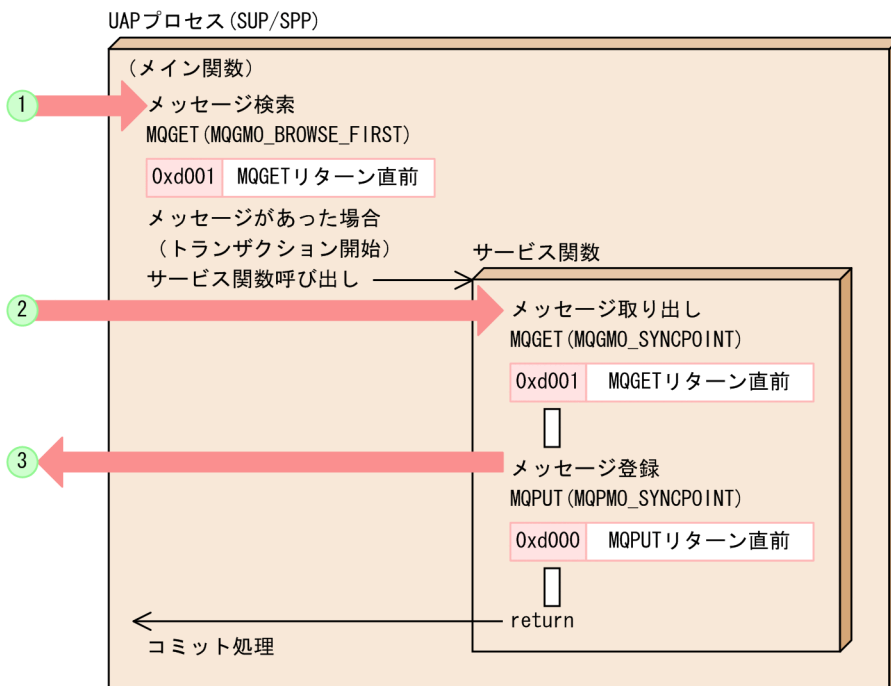 UAPプロセス(SUP/SPP)
(メイン関数)
1
メッセージ検索
MQGET(MQGMO_BROWSE_FIRST)
0xd001 MQGETリターン直前
メッセージがあった場合
(トランザクション開始)
サービス関数
サービス関数呼び出し
2
メッセージ取り出し
MQGET(MQGMO_SYNCPOINT)
0xd001 MQGETリターン直前
3
メッセージ登録
MQPUT(MQPMO_SYNCPOINT)
0xd000 MQPUTリターン直前
return
コミット処理